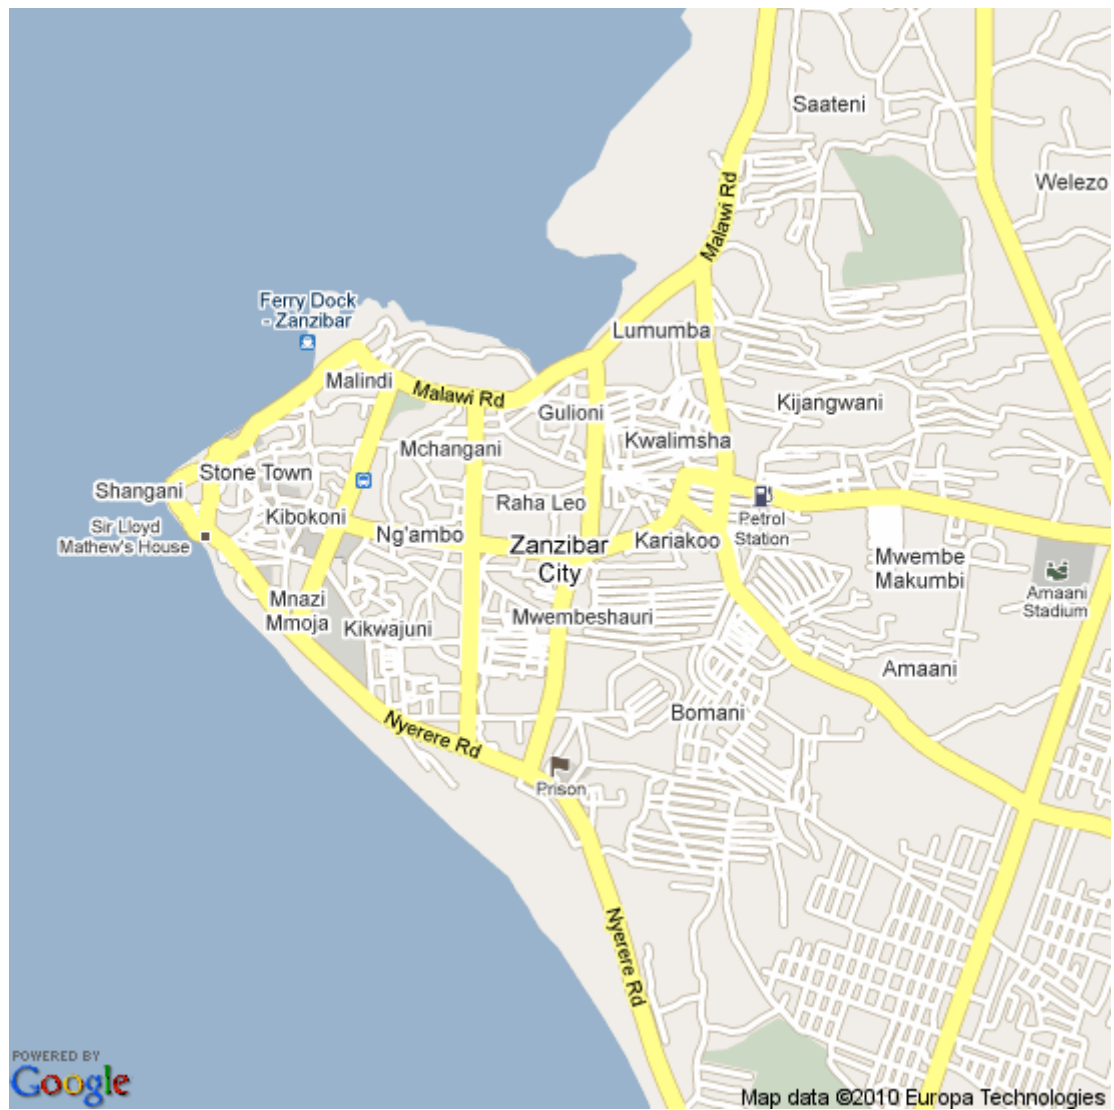 Saateni
Welezo
Malawi Rd
Ferry Dock
- Zanzibar
Lumumba
Malindi
Malawi Rd
Gulioni
Kijangwani
Mchangani
Kwalimsha
Stone Town
Shangani
Raha Leo
Kibokoni
Petrol
Station
Sir Lloyd
Mathew's House
Ng'ambo
Zanzibar
City
Kariakoo
Mwembe
Makumbi
Amaani
Stadium
Mnazi
Mmoja
Kikwajuni
Mwembeshauri
Amaani
Bomani
Nyerere Rd
Prison
Nyerere Rd
POWERED BY
Google
Map data ©2010 Europa Technologies